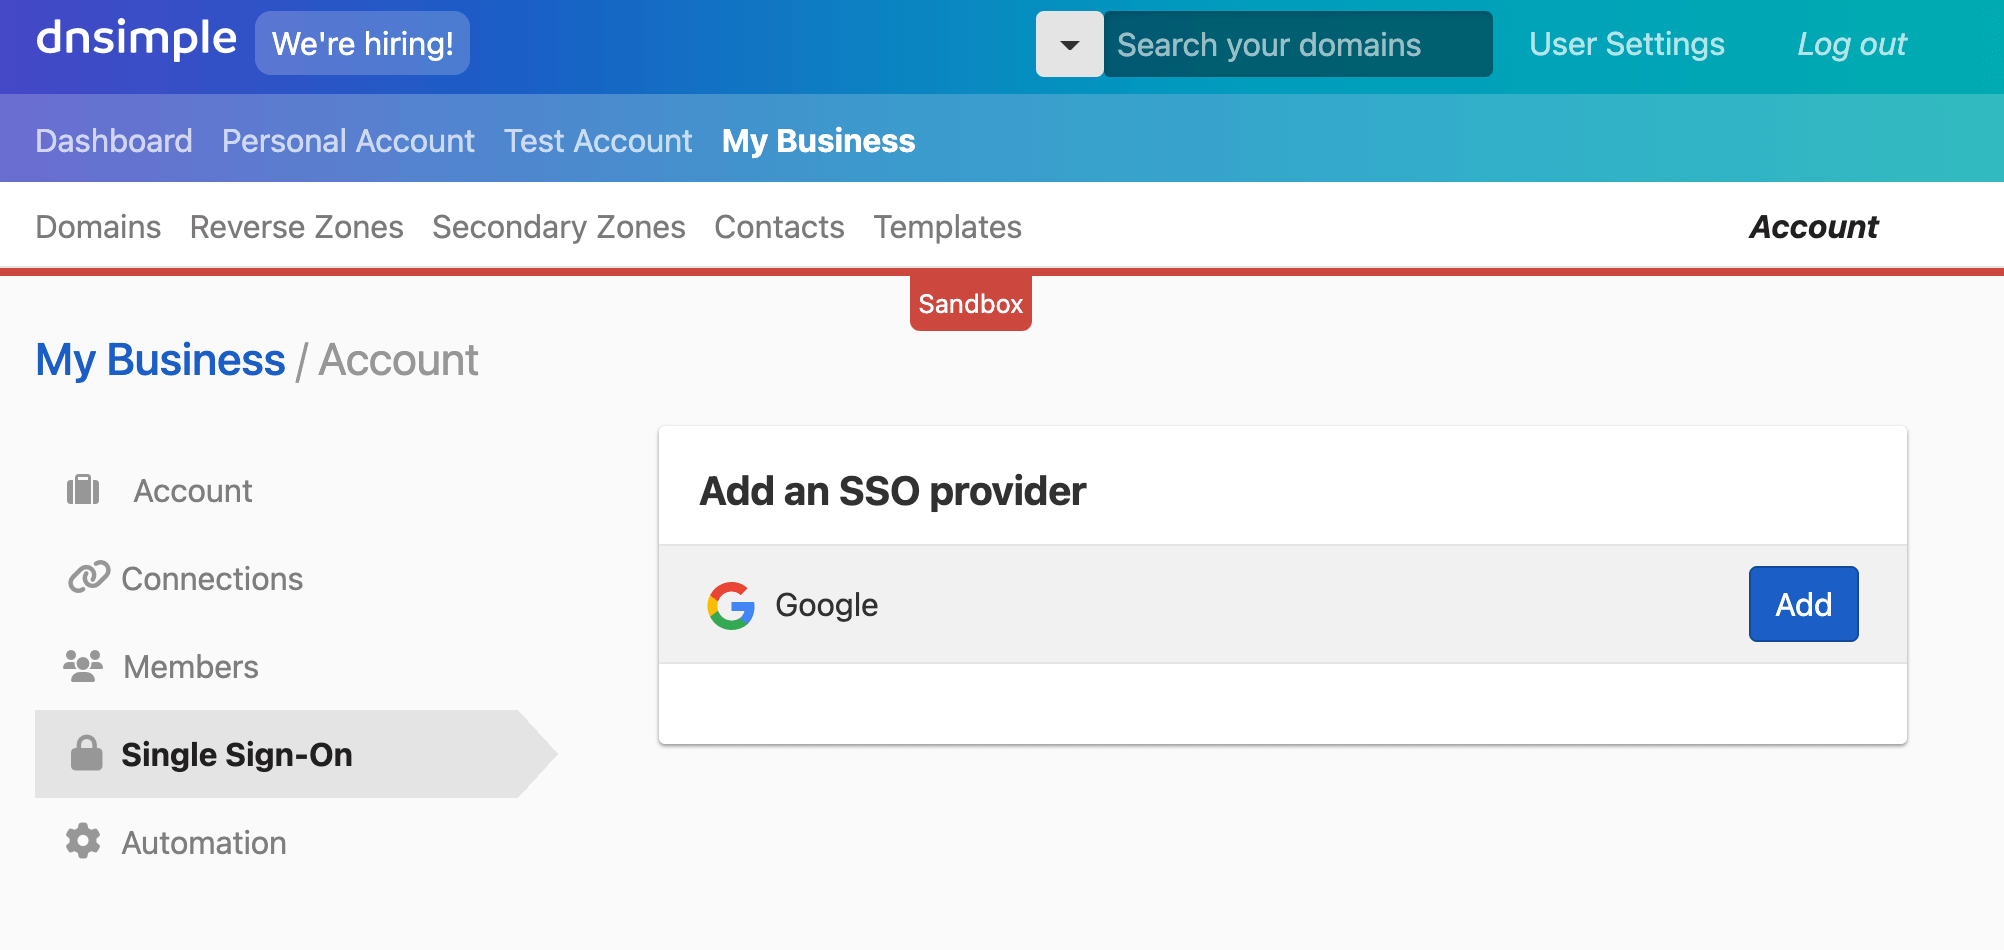 dnsimple We're hiring! Search your domains User Settings Log out
Dashboard Personal Account Test Account My Business
Domains Reverse Zones Secondary Zones Contacts Templates Account
Sandbox
My Business / Account
Account
Connections
Members
Single Sign-On
Automation
Add an SSO provider
Google Add